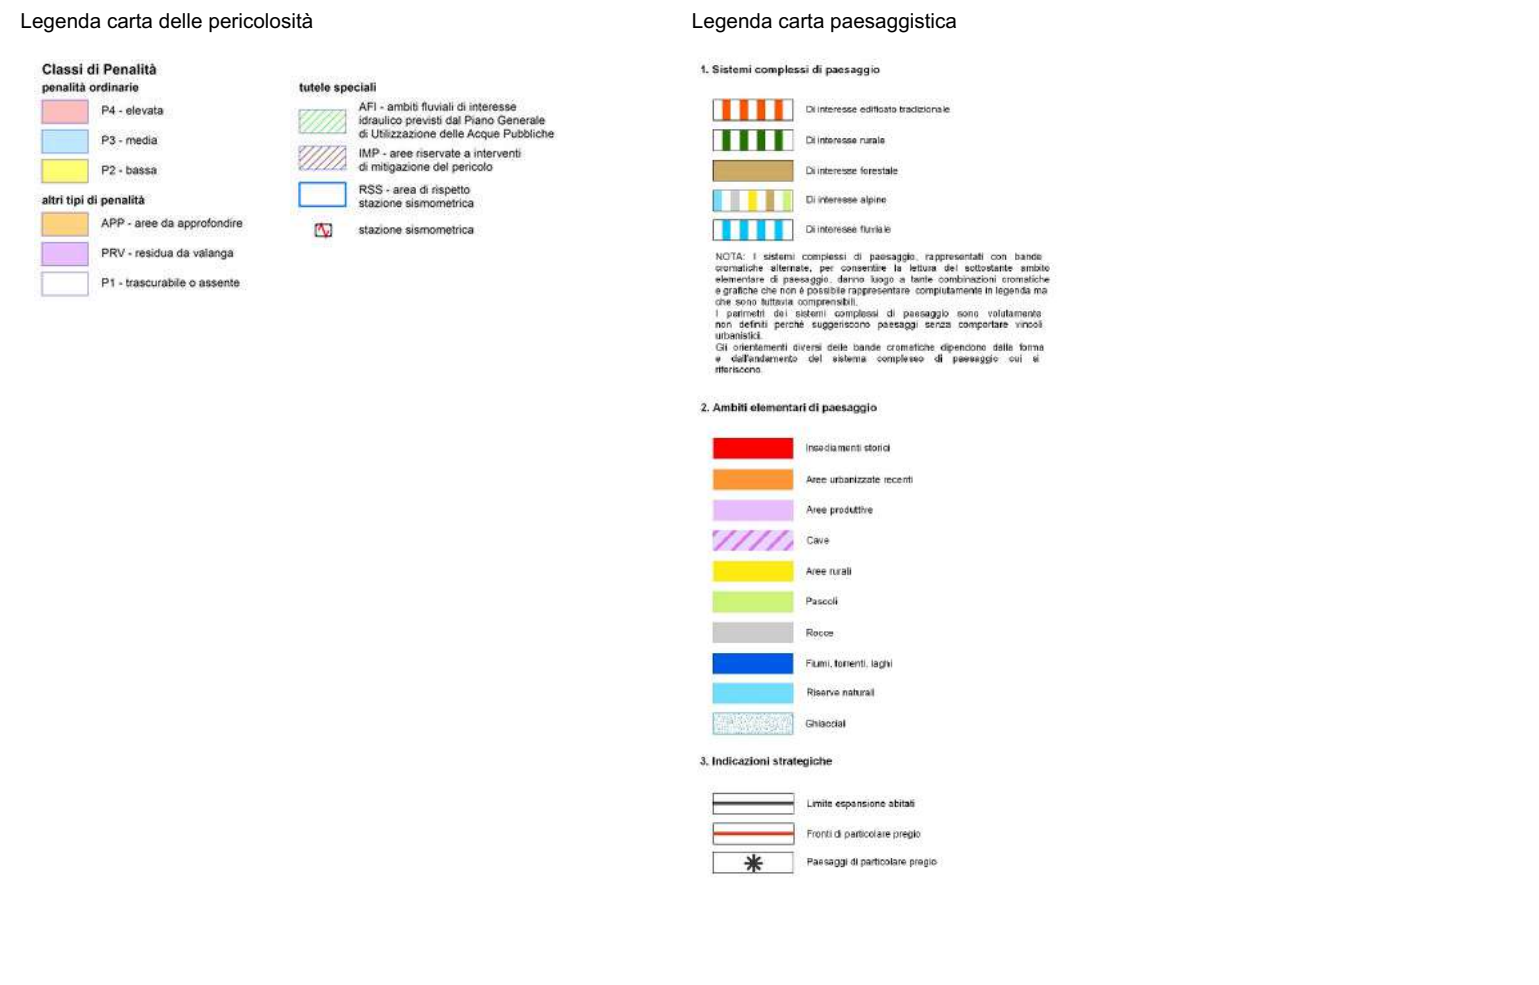 Legenda carta delle pericolosità
Classi di Penalità
penalità ordinarie
P4 - elevata
P3 - media
P2 - bassa
altri tipi di penalità
APP - aree da approfondire
PRV - residua da valanga
P1 - trascurabile o assente
tutele speciali
AFI - ambiti fluviali di interesse
idraulico previsti dal Piano Generale
di Utilizzazione delle Acque Pubbliche
IMP - aree riservate a interventi
di mitigazione del pericolo
RSS - area di rispetto
stazione sismometrica
stazione sismometrica
Legenda carta paesaggistica
1. Sistemi complessi di paesaggio
Di interesse edificato tradizionale
Di interesse rurale
Di interesse forestale
Di interesse alpino
Di interesse fluviale
NOTA: I sistemi complessi di paesaggio, rappresentati con bande
cromatiche alternate, per consentire la lettura del sottostante ambito
elementare di paesaggio, danno luogo a tante combinazioni cromatiche
e grafiche che non è possibile rappresentare compiutamente in legenda ma
che sono tuttavia comprensibili.
I perimetri dei sistemi complessi di paesaggio sono volutamente
non definiti perchè suggeriscono paesaggi senza comportare vincoli
urbanistici.
Gli orientamenti diversi delle bande cromatiche dipendono dalla forma
e dall'andamento del sistema complesso di paesaggio cui si
riferiscono.
2. Ambiti elementari di paesaggio
Insediamenti storici
Aree urbanizzate recenti
Aree produttive
Cave
Aree rurali
Pascoli
Rocce
Fiumi, torrenti, laghi
Riserve naturali
Ghiacciai
3. Indicazioni strategiche
Limite espansione abitati
Fronti di particolare pregio
Paesaggi di particolare pregio